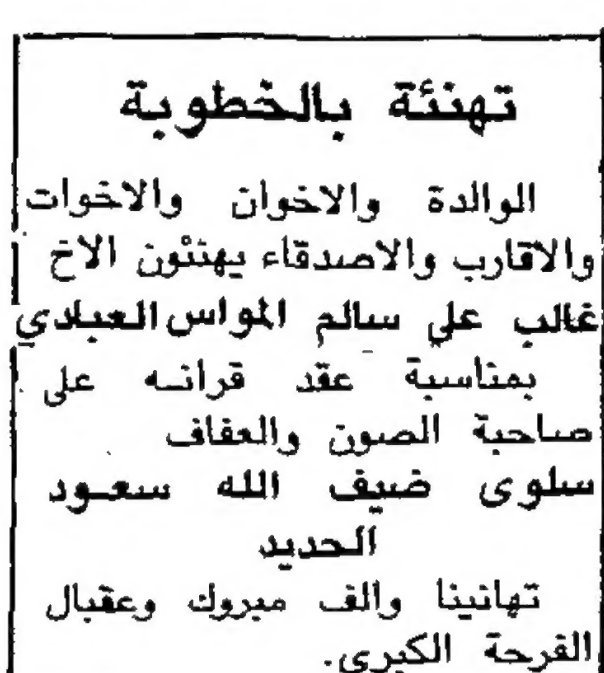 تهنئة بالخطوبة
الوالدة والاخوان والاخوات
والاقارب والاصدقاء يهنئون الاخ
غالب علي سالم المواس العبادي
بمناسبة عقد قرانه على
صاحبة الصون والعفاف
سلوى ضيف الله سعود
الحديد
تهانينا والف مبروك وعقبال
الفرحة الكبرى.